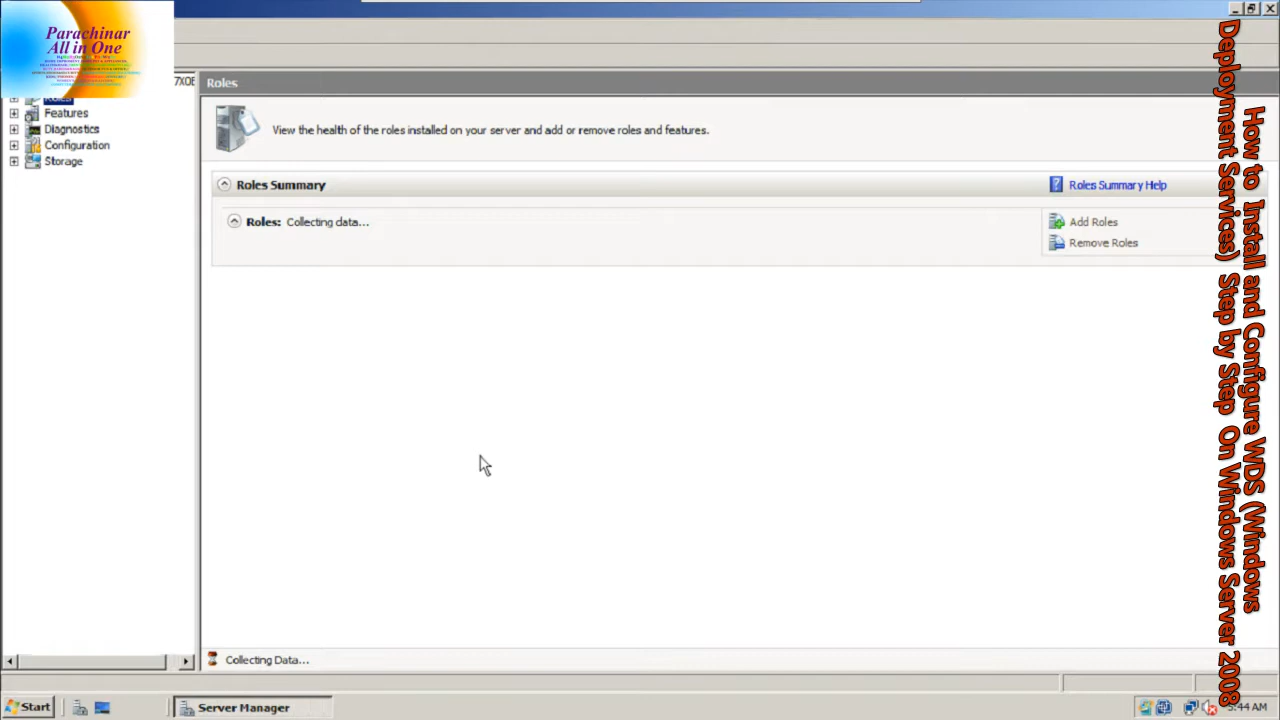 Parachinar
All in One
7X0E
Roles
Roles
Features
Diagnostics
Configuration
Storage
View the health of the roles installed on your server and add or remove roles and features.
Roles Summary
Roles Summary Help
Roles: Collecting data...
Add Roles
Remove Roles
Collecting Data...
Start
Server Manager
:44 AM
How to Install and Configure WDS (Windows
Deployment Services) Step by Step On Windows Server 2008